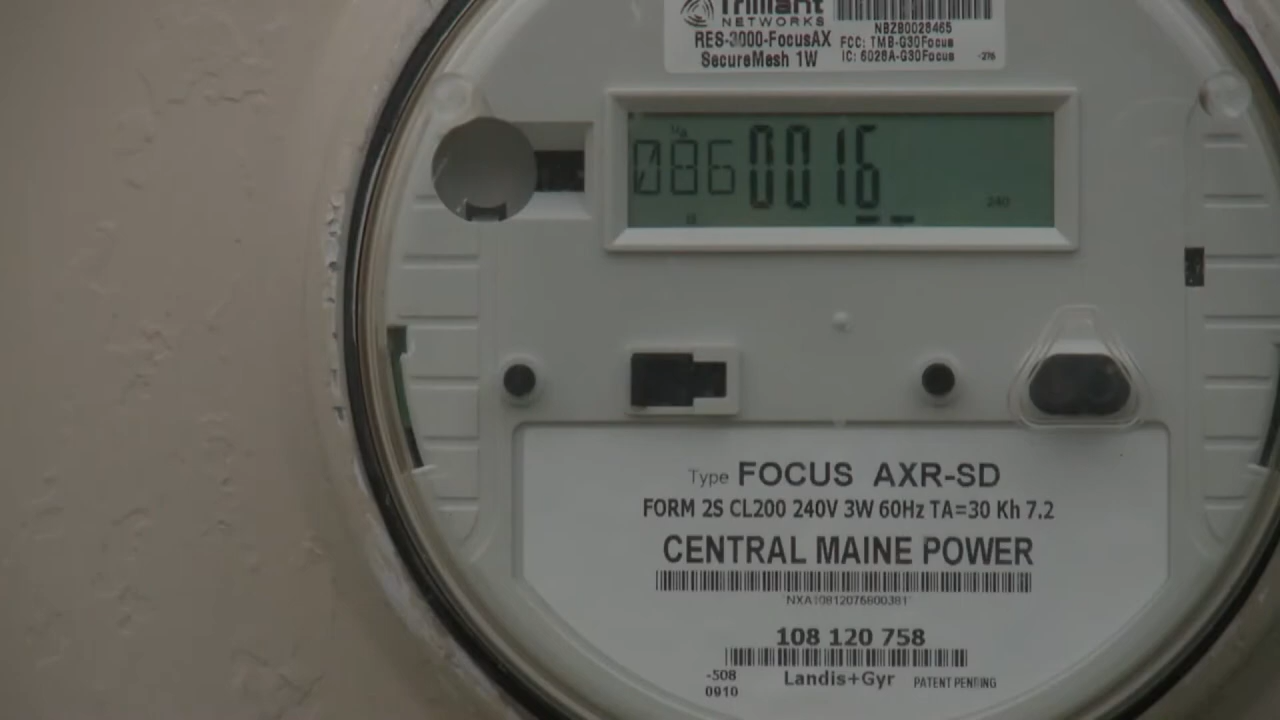 Trilliant
NETWORKS
RES-3000-FocusAX
SecureMesh 1W
NBZB0028465
FCC: TMB-G30Focus
IC: 6028A-G30Focus
-276
0016
240
Type FOCUS AXR-SD
FORM 2S CL200 240V 3W 60Hz TA=30 Kh 7.2
CENTRAL MAINE POWER
108 120 758
-508
0910
Landis+Gyr
PATENT PENDING